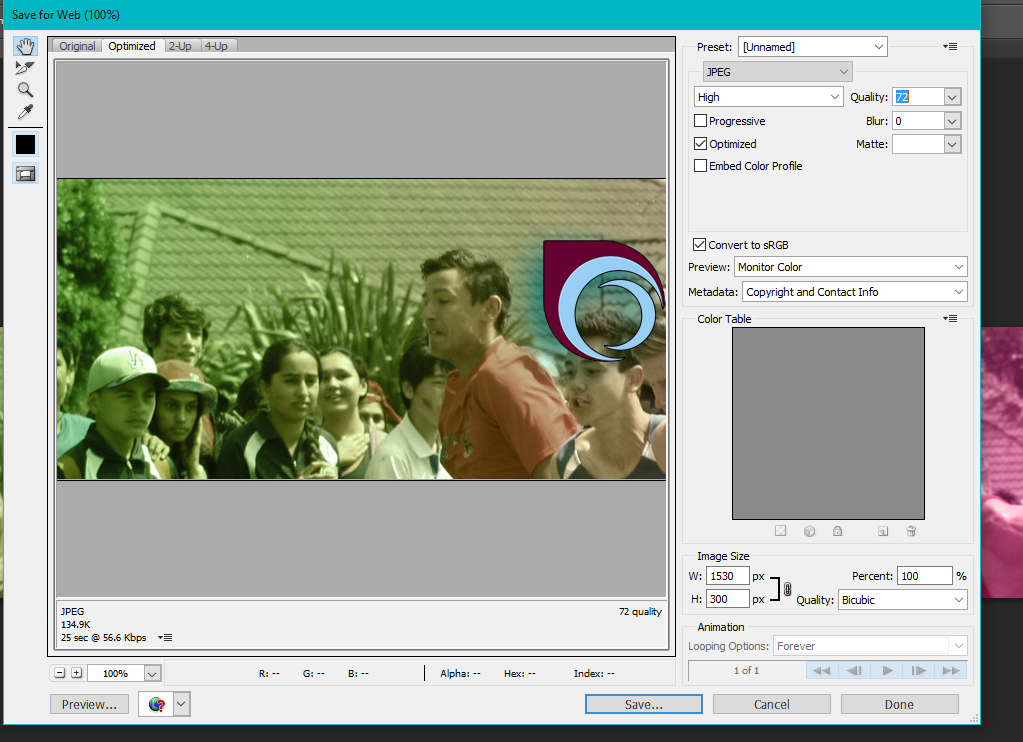 Save for Web (100%)
Original Optimized 2-Up 4-Up
Preset: [Unnamed]
JPEG
High Quality: 72
Progressive Blur: 0
Optimized Matte:
Embed Color Profile
Convert to sRGB
Preview: Monitor Color
Metadata: Copyright and Contact Info
Color Table
Image Size
W: 1530 px Percent: 100 %
H: 300 px Quality: Bicubic
Animation
Looping Options: Forever
1 of 1
JPEG 72 quality
134.9K
25 sec @ 56.6 Kbps
100% R: -- G: -- B: -- Alpha: -- Hex: -- Index: --
Preview... Save... Cancel Done